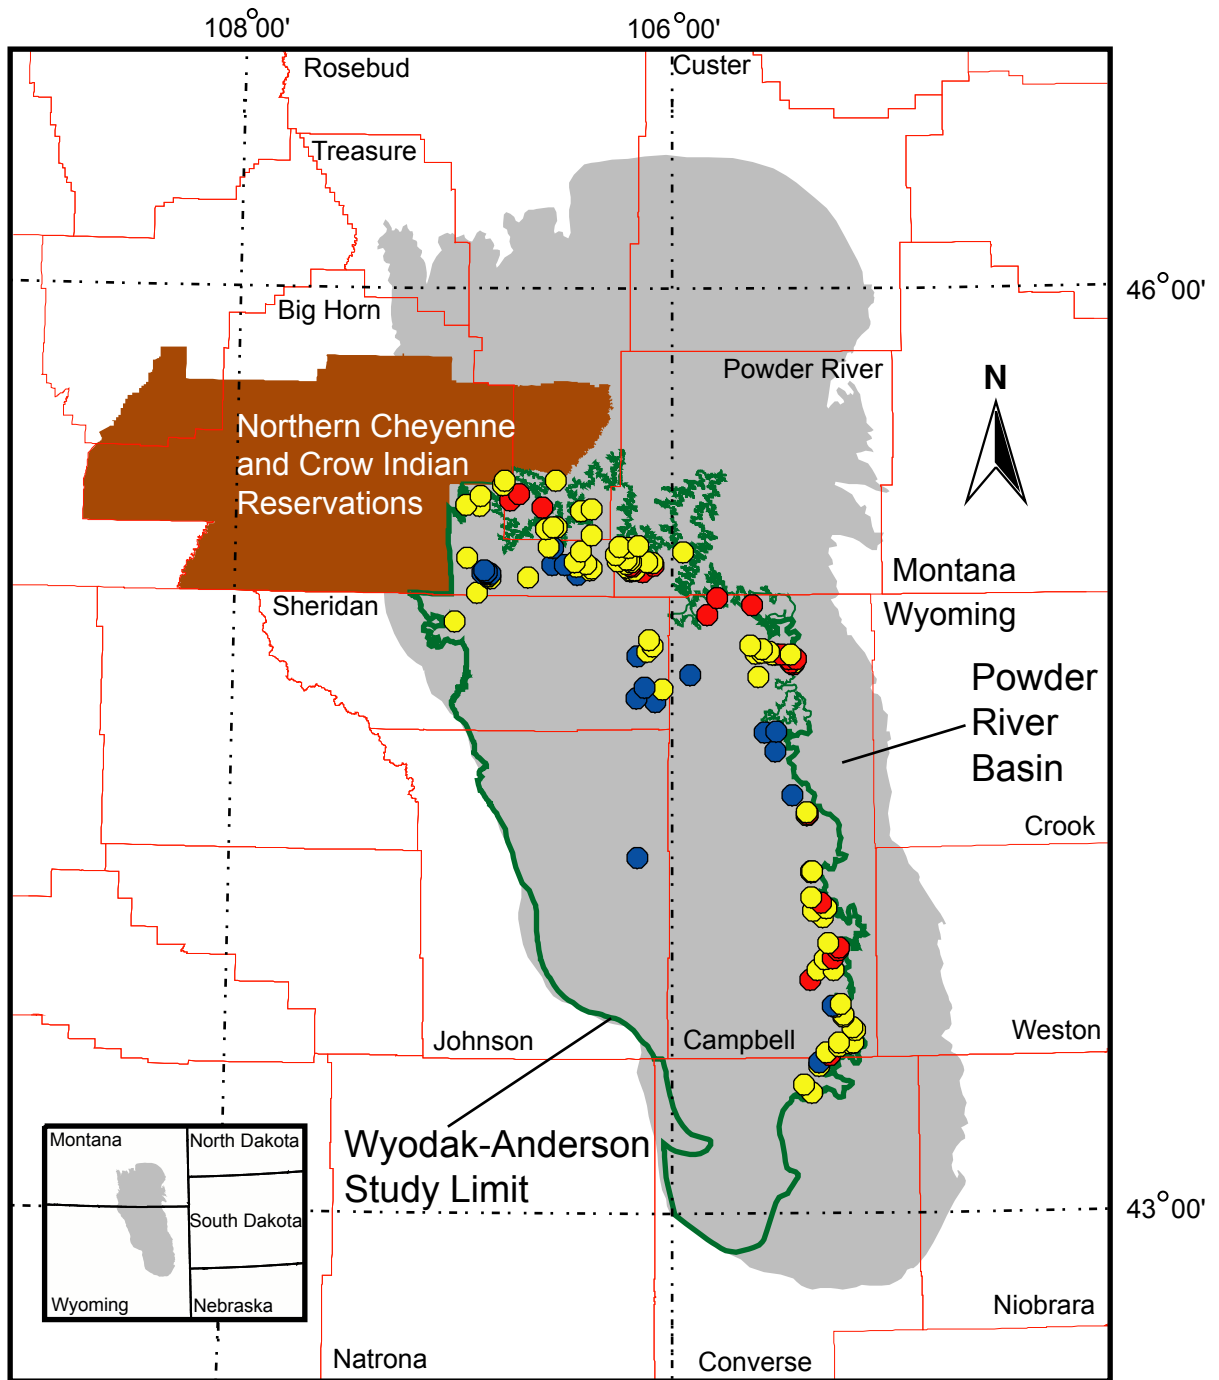 108°00'
106°00'
Rosebud
Custer
Treasure
46°00'
Big Horn
Powder River
N
Northern Cheyenne
and Crow Indian
Reservations
Montana
Sheridan
Wyoming
Powder
River
Basin
Crook
Johnson
Campbell
Weston
Wyodak-Anderson
Study Limit
Montana
North Dakota
South Dakota
Wyoming
Nebraska
43°00'
Niobrara
Natrona
Converse